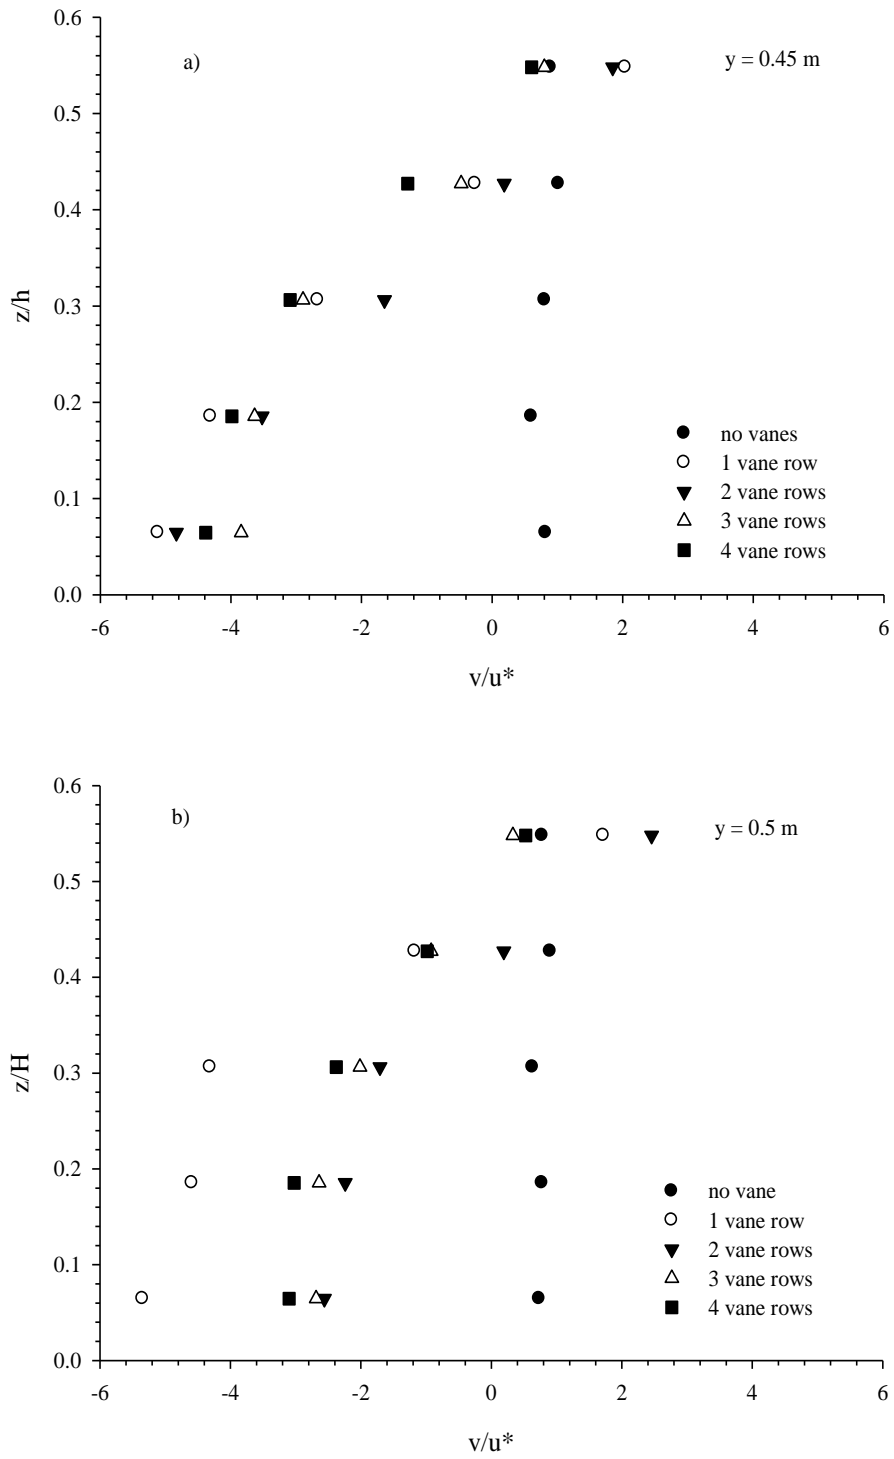 0.6
a)
y = 0.45 m
0.5
0.4
z/h
0.3
0.2
no vanes
1 vane row
0.1
2 vane rows
3 vane rows
4 vane rows
0.0
-6 -4 -2 0 2 4 6
v/u*
0.6
b)
y = 0.5 m
0.5
0.4
z/H
0.3
0.2
no vane
1 vane row
0.1
2 vane rows
3 vane rows
4 vane rows
0.0
-6 -4 -2 0 2 4 6
v/u*